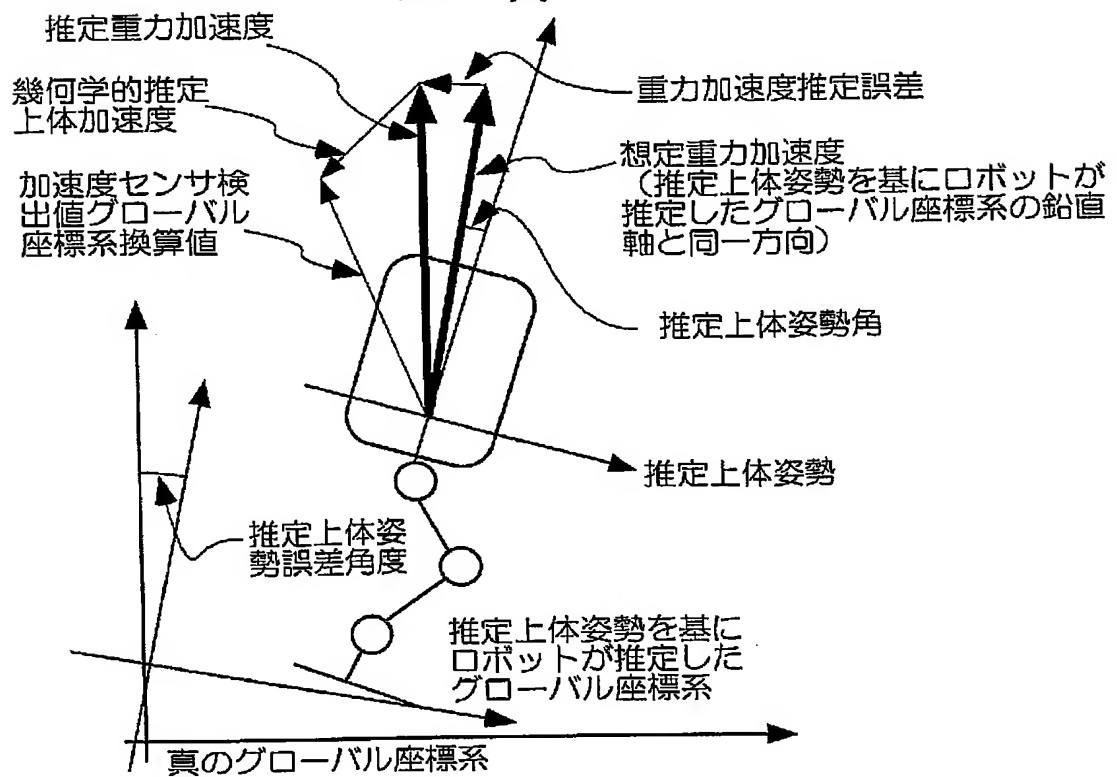 推定重力加速度
幾何学的推定
上体加速度
加速度センサ検
出値グローバル
座標系換算値
重力加速度推定誤差
想定重力加速度
（推定上体姿勢を基にロボットが
推定したグローバル座標系の鉛直
軸と同一方向）
推定上体姿勢角
推定上体姿勢
推定上体姿
勢誤差角度
推定上体姿勢を基に
ロボットが推定した
グローバル座標系
真のグローバル座標系